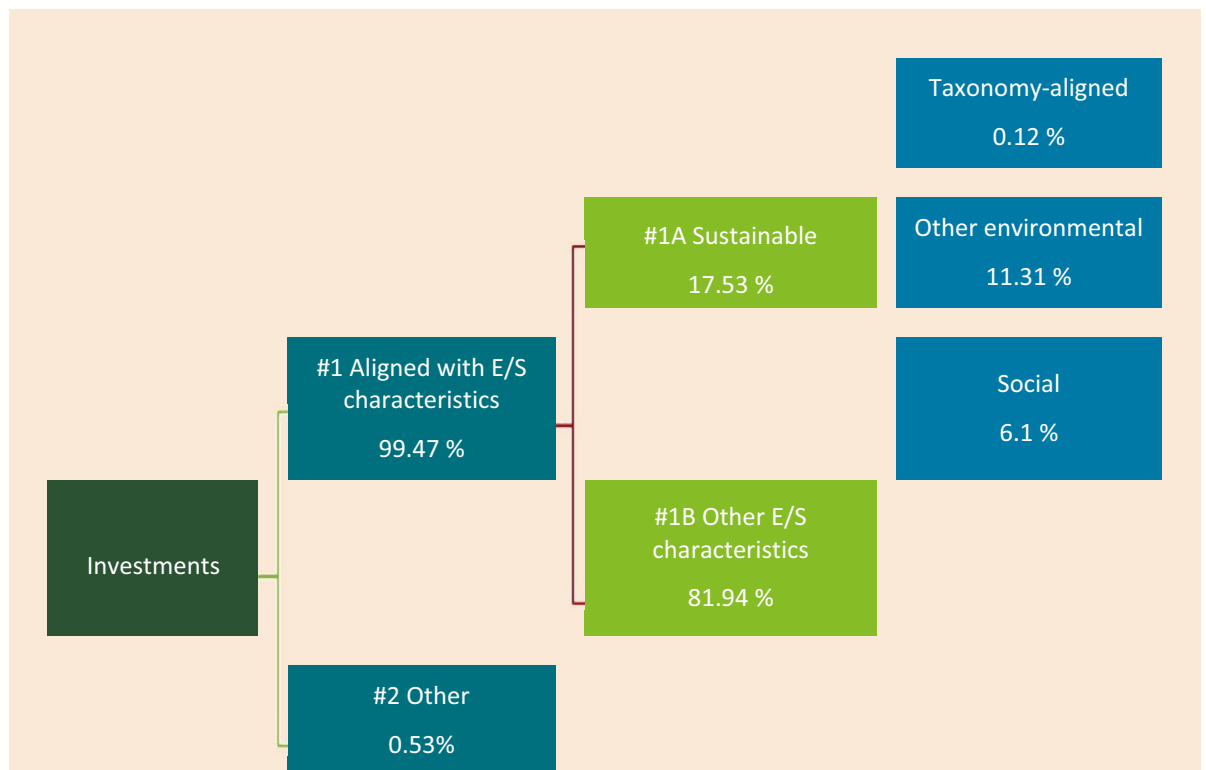 Investments
#1 Aligned with E/S
characteristics
99.47 %
#2 Other
0.53%
#1A Sustainable
17.53 %
#1B Other E/S
characteristics
81.94 %
Taxonomy-aligned
0.12 %
Other environmental
11.31 %
Social
6.1 %